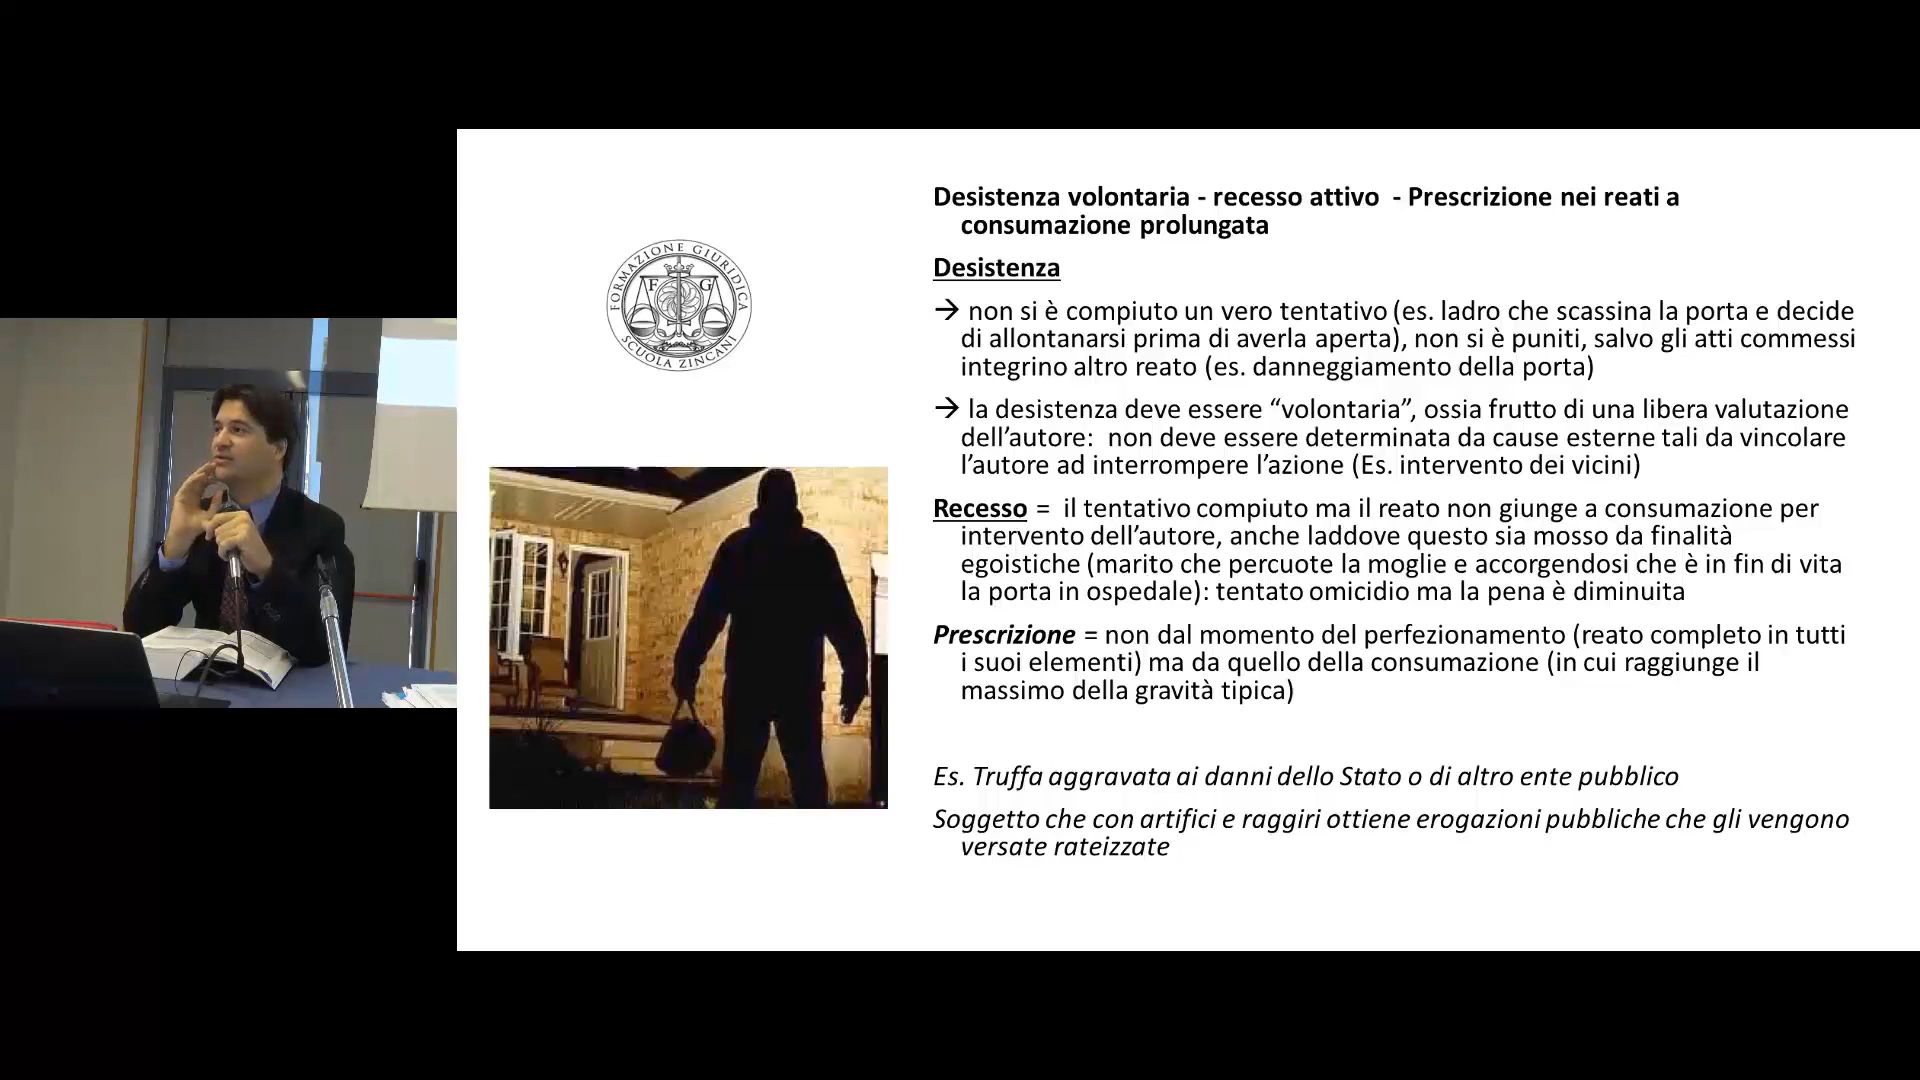 FORMAZIONE GIURIDICA
F G
SCUOLA ZINCANI
Desistenza volontaria - recesso attivo - Prescrizione nei reati a
consumazione prolungata
Desistenza
→ non si è compiuto un vero tentativo (es. ladro che scassina la porta e decide
di allontanarsi prima di averla aperta), non si è puniti, salvo gli atti commessi
integrino altro reato (es. danneggiamento della porta)
→ la desistenza deve essere “volontaria”, ossia frutto di una libera valutazione
dell’autore: non deve essere determinata da cause esterne tali da vincolare
l’autore ad interrompere l’azione (Es. intervento dei vicini)
Recesso = il tentativo compiuto ma il reato non giunge a consumazione per
intervento dell’autore, anche laddove questo sia mosso da finalità
egoistiche (marito che percuote la moglie e accorgendosi che è in fin di vita
la porta in ospedale): tentato omicidio ma la pena è diminuita
Prescrizione = non dal momento del perfezionamento (reato completo in tutti
i suoi elementi) ma da quello della consumazione (in cui raggiunge il
massimo della gravità tipica)
Es. Truffa aggravata ai danni dello Stato o di altro ente pubblico
Soggetto che con artifici e raggiri ottiene erogazioni pubbliche che gli vengono
versate rateizzate